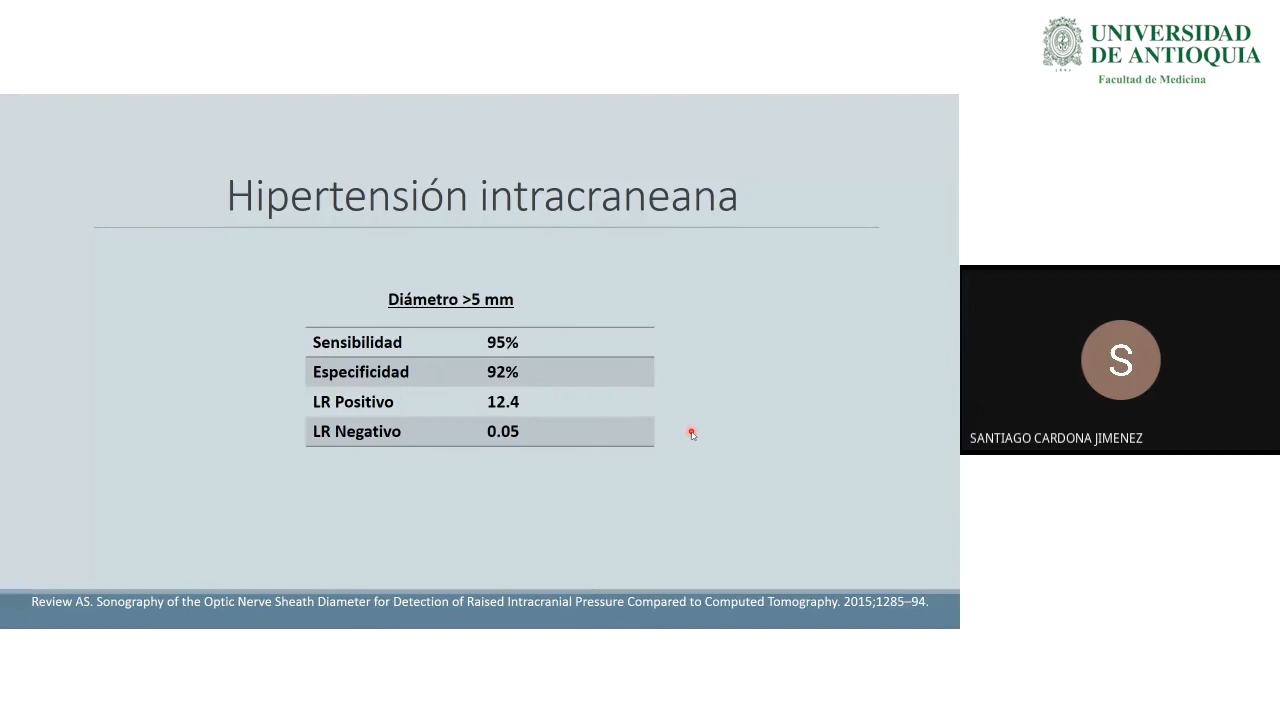 UNIVERSIDAD
DE ANTIOQUIA
1803
Facultad de Medicina
Hipertensión intracraneana
Diámetro >5 mm
Sensibilidad 95%
Especificidad 92%
LR Positivo 12.4
LR Negativo 0.05
S
SANTIAGO CARDONA JIMENEZ
Review AS. Sonography of the Optic Nerve Sheath Diameter for Detection of Raised Intracranial Pressure Compared to Computed Tomography. 2015;1285–94.